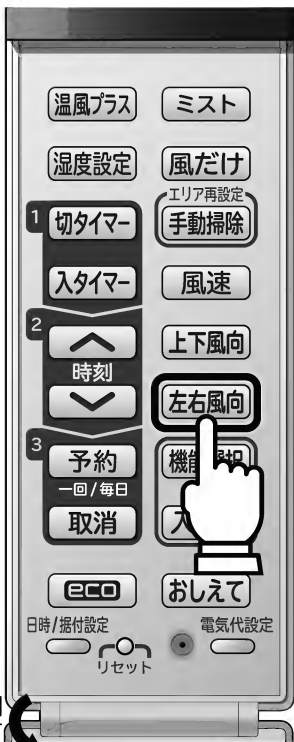 温風プラス ミスト
湿度設定 風だけ
エリア再設定
1 切タイマー 手動掃除
入タイマー 風速
2 上下風向
時刻
左右風向
3 予約
一回/毎日
取消
eco おしえて
日時/据付設定 電気代設定
リセット